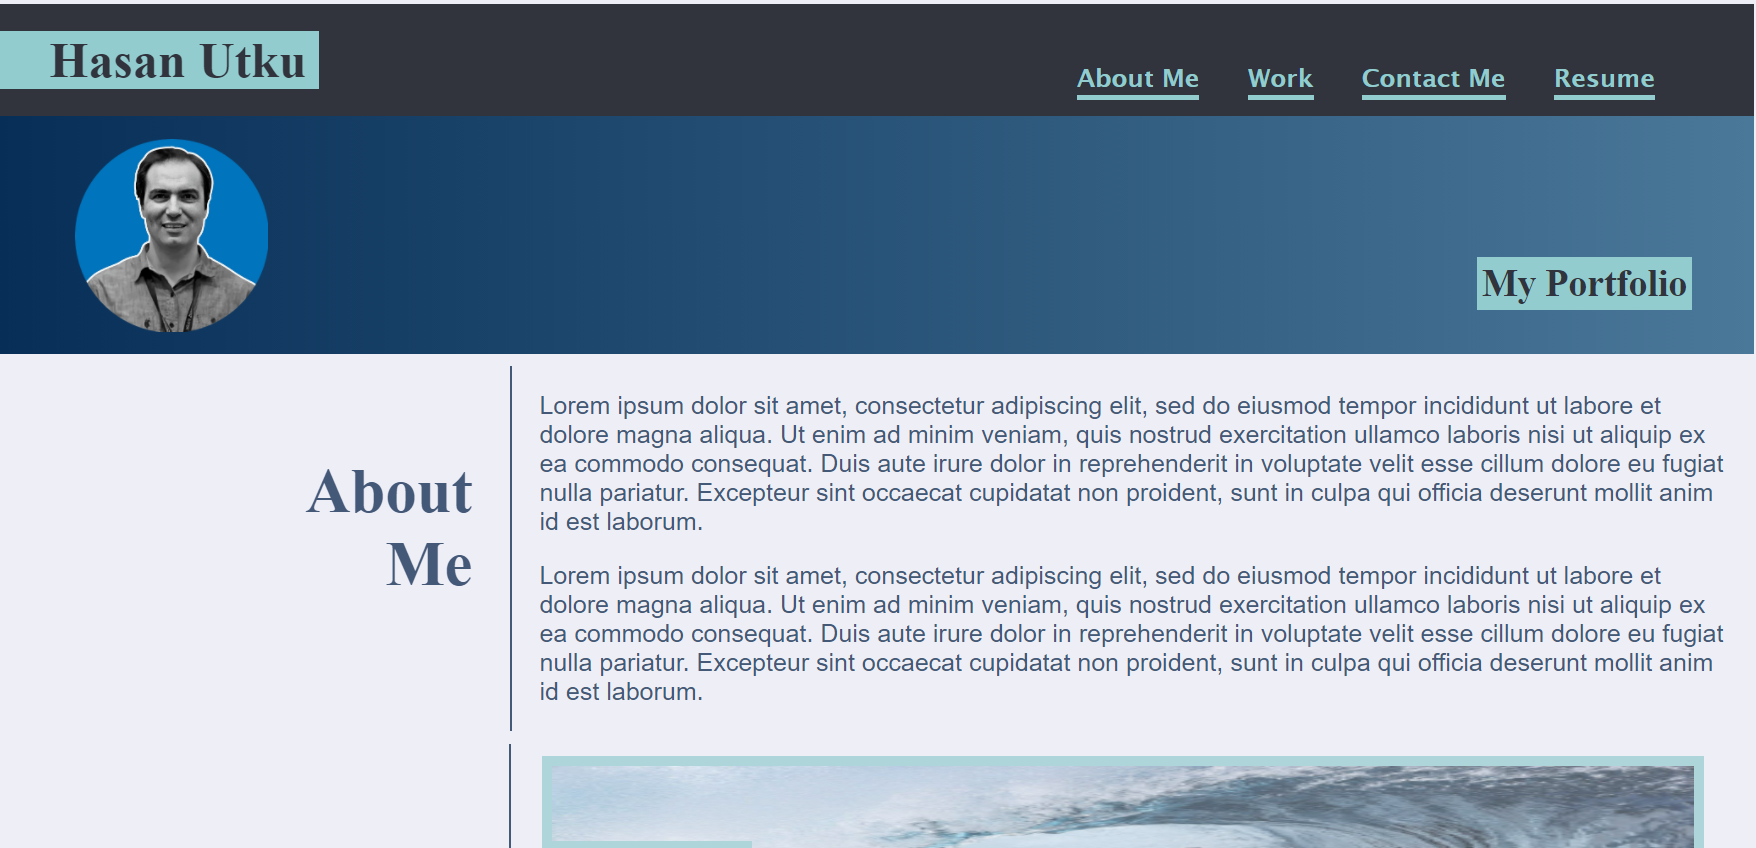 Hasan Utku
About Me Work Contact Me Resume
My Portfolio
About
Me
Lorem ipsum dolor sit amet, consectetur adipiscing elit, sed do eiusmod tempor incididunt ut labore et
dolore magna aliqua. Ut enim ad minim veniam, quis nostrud exercitation ullamco laboris nisi ut aliquip ex
ea commodo consequat. Duis aute irure dolor in reprehenderit in voluptate velit esse cillum dolore eu fugiat
nulla pariatur. Excepteur sint occaecat cupidatat non proident, sunt in culpa qui officia deserunt mollit anim
id est laborum.
Lorem ipsum dolor sit amet, consectetur adipiscing elit, sed do eiusmod tempor incididunt ut labore et
dolore magna aliqua. Ut enim ad minim veniam, quis nostrud exercitation ullamco laboris nisi ut aliquip ex
ea commodo consequat. Duis aute irure dolor in reprehenderit in voluptate velit esse cillum dolore eu fugiat
nulla pariatur. Excepteur sint occaecat cupidatat non proident, sunt in culpa qui officia deserunt mollit anim
id est laborum.